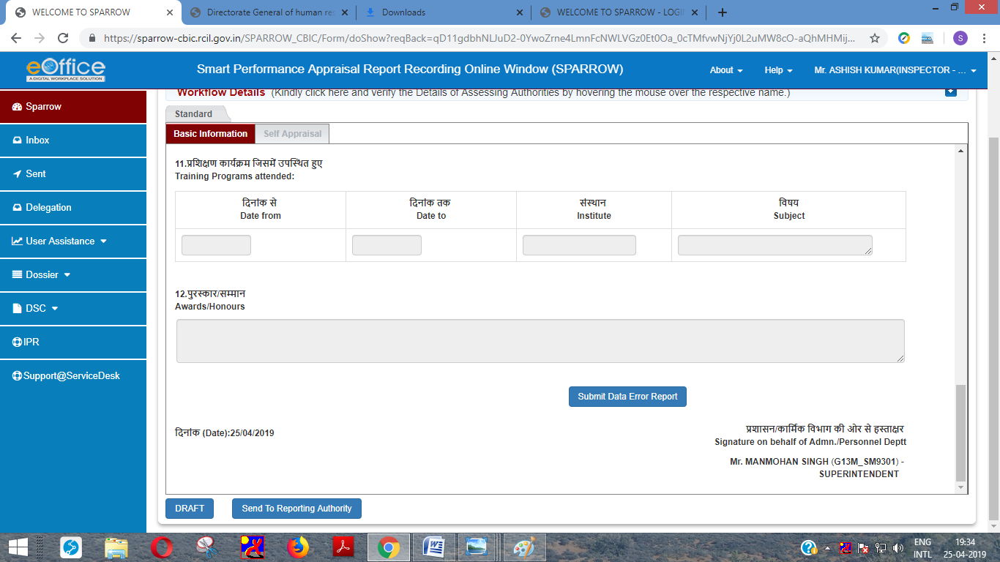 WELCOME TO SPARROW
Directorate General of human res
Downloads
WELCOME TO SPARROW - LOGI
https://sparrow-cbic.rcil.gov.in/SPARROW_CBIC/Form/doShow?reqBack=qD11gdbhNLJuD2-0YwoZrne4LmnFcNWLVGz0Et0Oa_0cTMfvwNjYj0L2uMW8cO-aQhMHMij...
S
eOffice
A DIGITAL WORKPLACE SOLUTION
Smart Performance Appraisal Report Recording Online Window (SPARROW)
About
Help
Mr. ASHISH KUMAR(INSPECTOR - ...
Sparrow
Inbox
Sent
Delegation
User Assistance
Dossier
DSC
IPR
Support@ServiceDesk
Workflow Details (Kindly click here and verify the Details of Assessing Authorities by hovering the mouse over the respective name.)
Standard
Basic Information
Self Appraisal
11.प्रशिक्षण कार्यक्रम जिसमें उपस्थित हुए
Training Programs attended:
दिनांक से
Date from
दिनांक तक
Date to
संस्थान
Institute
विषय
Subject
12.पुरस्कार/सम्मान
Awards/Honours
Submit Data Error Report
दिनांक (Date):25/04/2019
प्रशासन/कार्मिक विभाग की ओर से हस्ताक्षर
Signature on behalf of Admn./Personnel Deptt
Mr. MANMOHAN SINGH (G13M_SM9301) -
SUPERINTENDENT
DRAFT
Send To Reporting Authority
ENG
INTL
19:34
25-04-2019